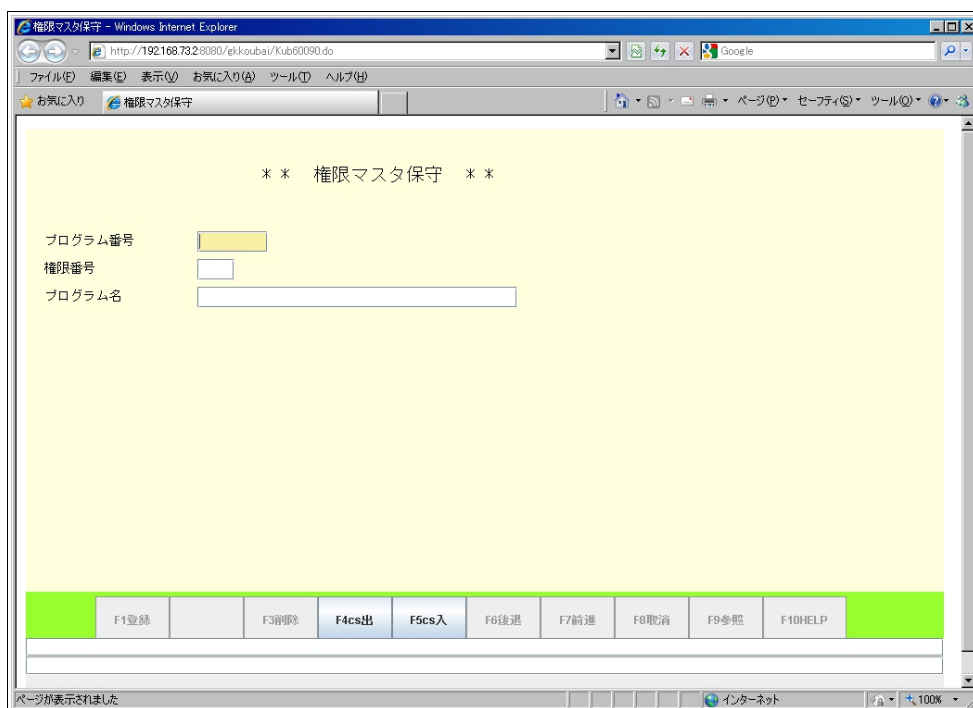 権限マスタ保守 - Windows Internet Explorer
http://192.168.73.2:8080/gkkoubai/Kub60090.do
Google
ファイル(F) 編集(E) 表示(V) お気に入り(A) ツール(T) ヘルプ(H)
お気に入り 権限マスタ保守 ページ(P) セーフティ(S) ツール(O)
** 権限マスタ保守 **
プログラム番号
権限番号
プログラム名
F1登録 F3削除 F4cs出 F5cs入 F6後退 F7前進 F8取消 F9参照 F10HELP
ページが表示されました インターネット 100%